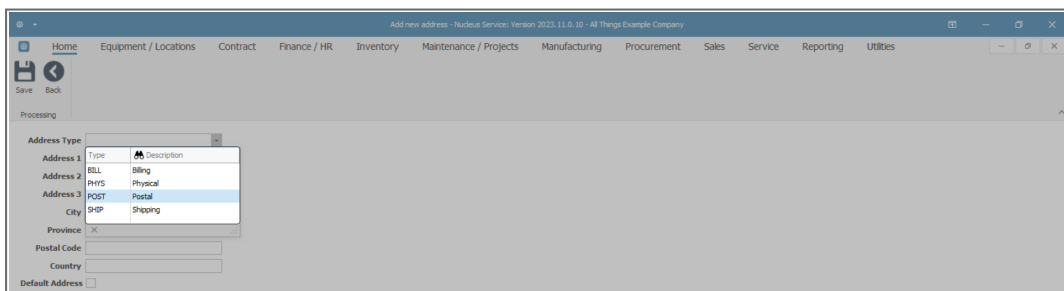 Add new address - Nucleus Service: Version 2023.11.0.10 - All Things Example Company
Home Equipment / Locations Contract Finance / HR Inventory Maintenance / Projects Manufacturing Procurement Sales Service Reporting Utilities
Save Back
Processing
Address Type
Address 1 Type Description
Address 2 BILL Billing
PHYS Physical
Address 3 POST Postal
City SHIP Shipping
Province
Postal Code
Country
Default Address